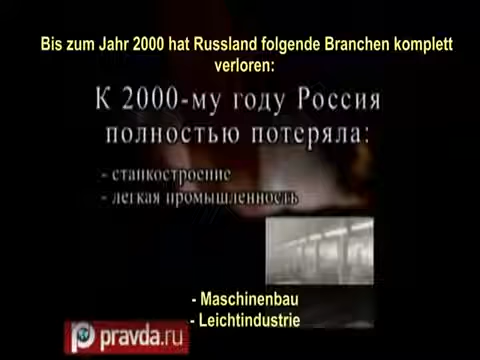 Bis zum Jahr 2000 hat Russland folgende Branchen komplett
verloren:
К 2000-му году Россия
полностью потеряла:
- станкостроение
- легкая промышленность
- Maschinenbau
- Leichtindustrie
pravda.ru